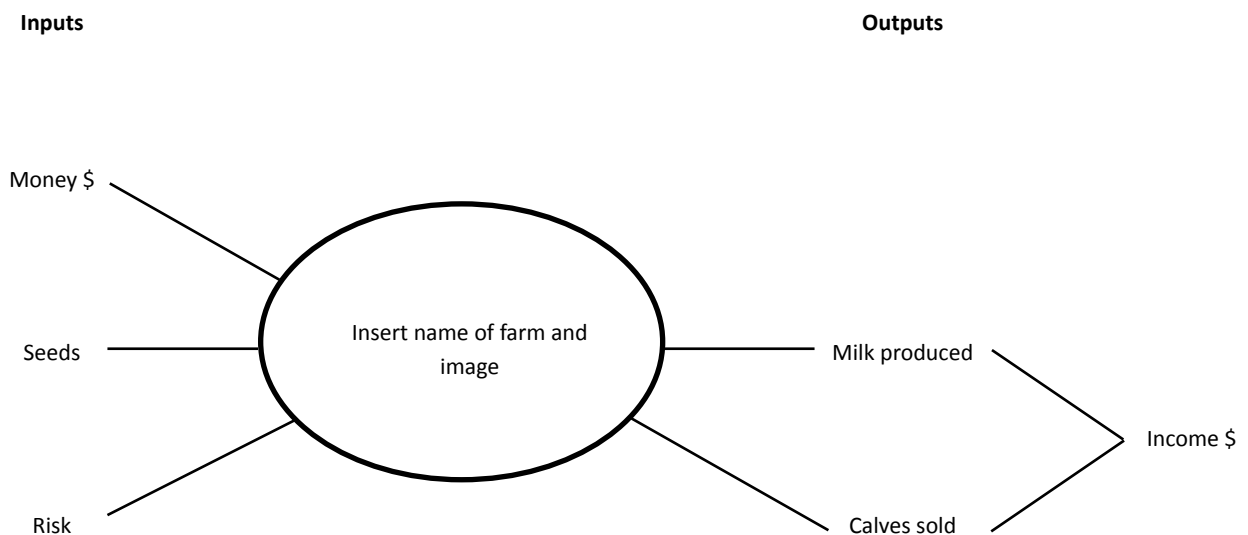 Inputs
Outputs
Money $
Seeds
Risk
Insert name of farm and
image
Milk produced
Calves sold
Income $